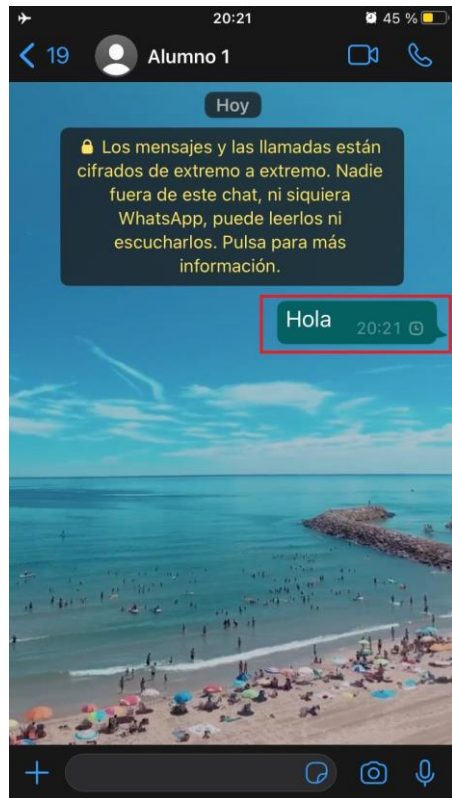 20:21
45 %
19
Alumno 1
Hoy
Los mensajes y las llamadas están
cifrados de extremo a extremo. Nadie
fuera de este chat, ni siquiera
WhatsApp, puede leerlos ni
escucharlos. Pulsa para más
información.
Hola
20:21